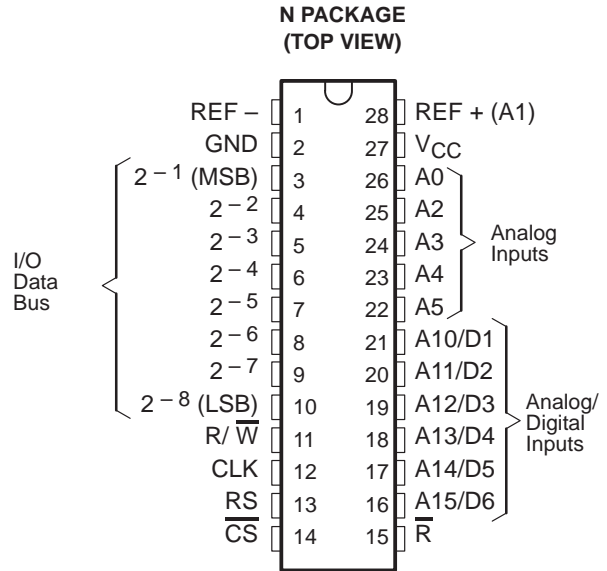 N PACKAGE
(TOP VIEW)
REF – 1 28 REF + (A1)
GND 2 27 VCC
2 – 1 (MSB) 3 26 A0
2 – 2 4 25 A2
2 – 3 5 24 A3
2 – 4 6 23 A4
2 – 5 7 22 A5
2 – 6 8 21 A10/D1
2 – 7 9 20 A11/D2
2 – 8 (LSB) 10 19 A12/D3
R/ W̅ 11 18 A13/D4
CLK 12 17 A14/D5
RS 13 16 A15/D6
C̅S̅ 14 15 R̅
I/O
Data
Bus
Analog
Inputs
Analog/
Digital
Inputs